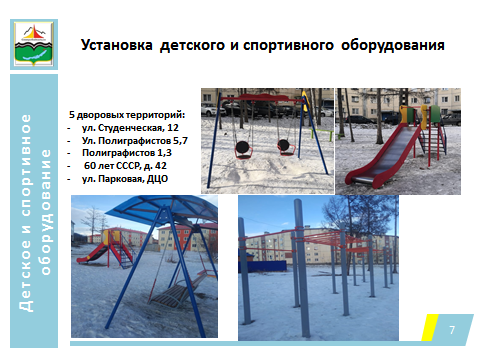 Установка детского и спортивного оборудования
5 дворовых территорий:
- ул. Студенческая, 12
- Ул. Полиграфистов 5,7
- Полиграфистов 1,3
- 60 лет СССР, д. 42
- ул. Парковая, ДЦО
Детское и спортивное
оборудование
7